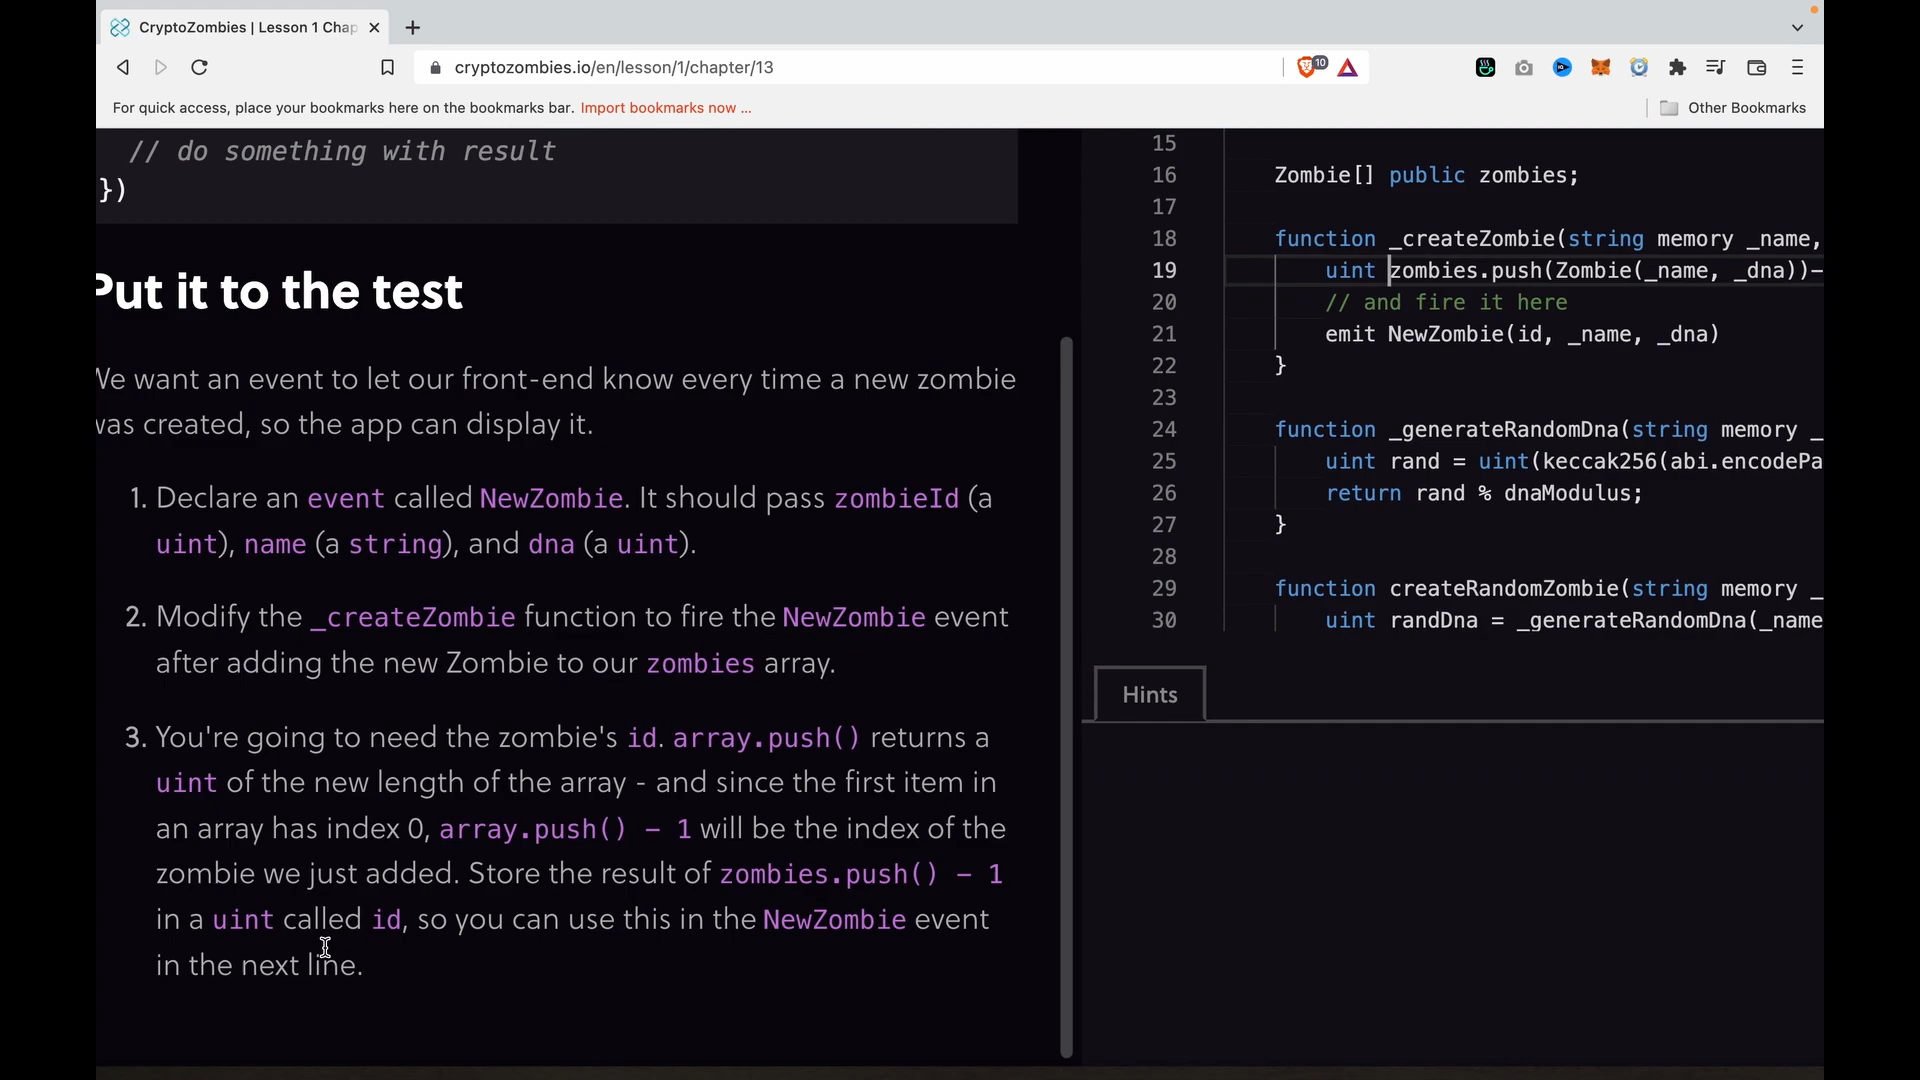 CryptoZombies | Lesson 1 Chap
cryptozombies.io/en/lesson/1/chapter/13
10
For quick access, place your bookmarks here on the bookmarks bar. Import bookmarks now ...
Other Bookmarks
// do something with result
})
Put it to the test
We want an event to let our front-end know every time a new zombie
was created, so the app can display it.
1. Declare an event called NewZombie. It should pass zombieId (a
uint), name (a string), and dna (a uint).
2. Modify the _createZombie function to fire the NewZombie event
after adding the new Zombie to our zombies array.
3. You're going to need the zombie's id. array.push() returns a
uint of the new length of the array - and since the first item in
an array has index 0, array.push() - 1 will be the index of the
zombie we just added. Store the result of zombies.push() - 1
in a uint called id, so you can use this in the NewZombie event
in the next line.
15
16 Zombie[] public zombies;
17
18 function _createZombie(string memory _name,
19 uint zombies.push(Zombie(_name, _dna))-
20 // and fire it here
21 emit NewZombie(id, _name, _dna)
22 }
23
24 function _generateRandomDna(string memory _
25 uint rand = uint(keccak256(abi.encodePa
26 return rand % dnaModulus;
27 }
28
29 function createRandomZombie(string memory _
30 uint randDna = _generateRandomDna(_name
Hints